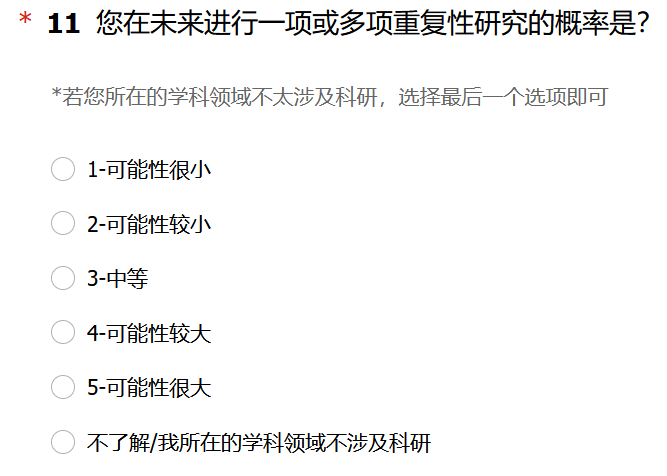 * 11 您在未来进行一项或多项重复性研究的概率是?
*若您所在的学科领域不太涉及科研，选择最后一个选项即可
1-可能性很小
2-可能性较小
3-中等
4-可能性较大
5-可能性很大
不了解/我所在的学科领域不涉及科研